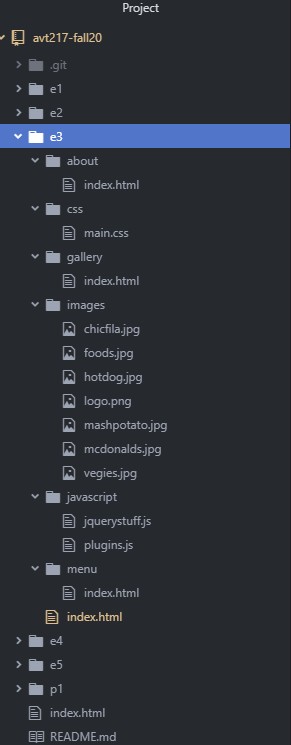 Project
avt217-fall20
.git
e1
e2
e3
about
index.html
css
main.css
gallery
index.html
images
chicfila.jpg
foods.jpg
hotdog.jpg
logo.png
mashpotato.jpg
mcdonalds.jpg
vegies.jpg
javascript
jquerystuff.js
plugins.js
menu
index.html
index.html
e4
e5
p1
index.html
README.md